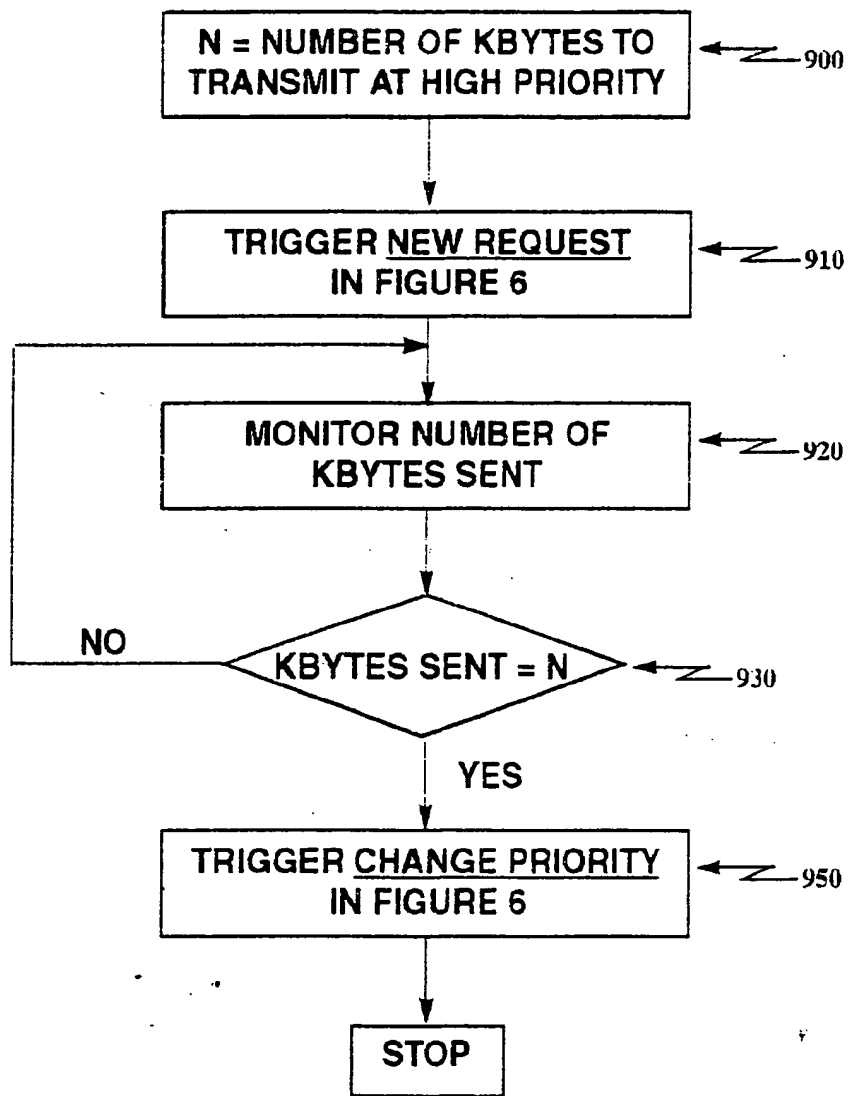 N = NUMBER OF KBYTES TO
TRANSMIT AT HIGH PRIORITY
900
TRIGGER NEW REQUEST
IN FIGURE 6
910
MONITOR NUMBER OF
KBYTES SENT
920
NO
KBYTES SENT = N
930
YES
TRIGGER CHANGE PRIORITY
IN FIGURE 6
950
STOP